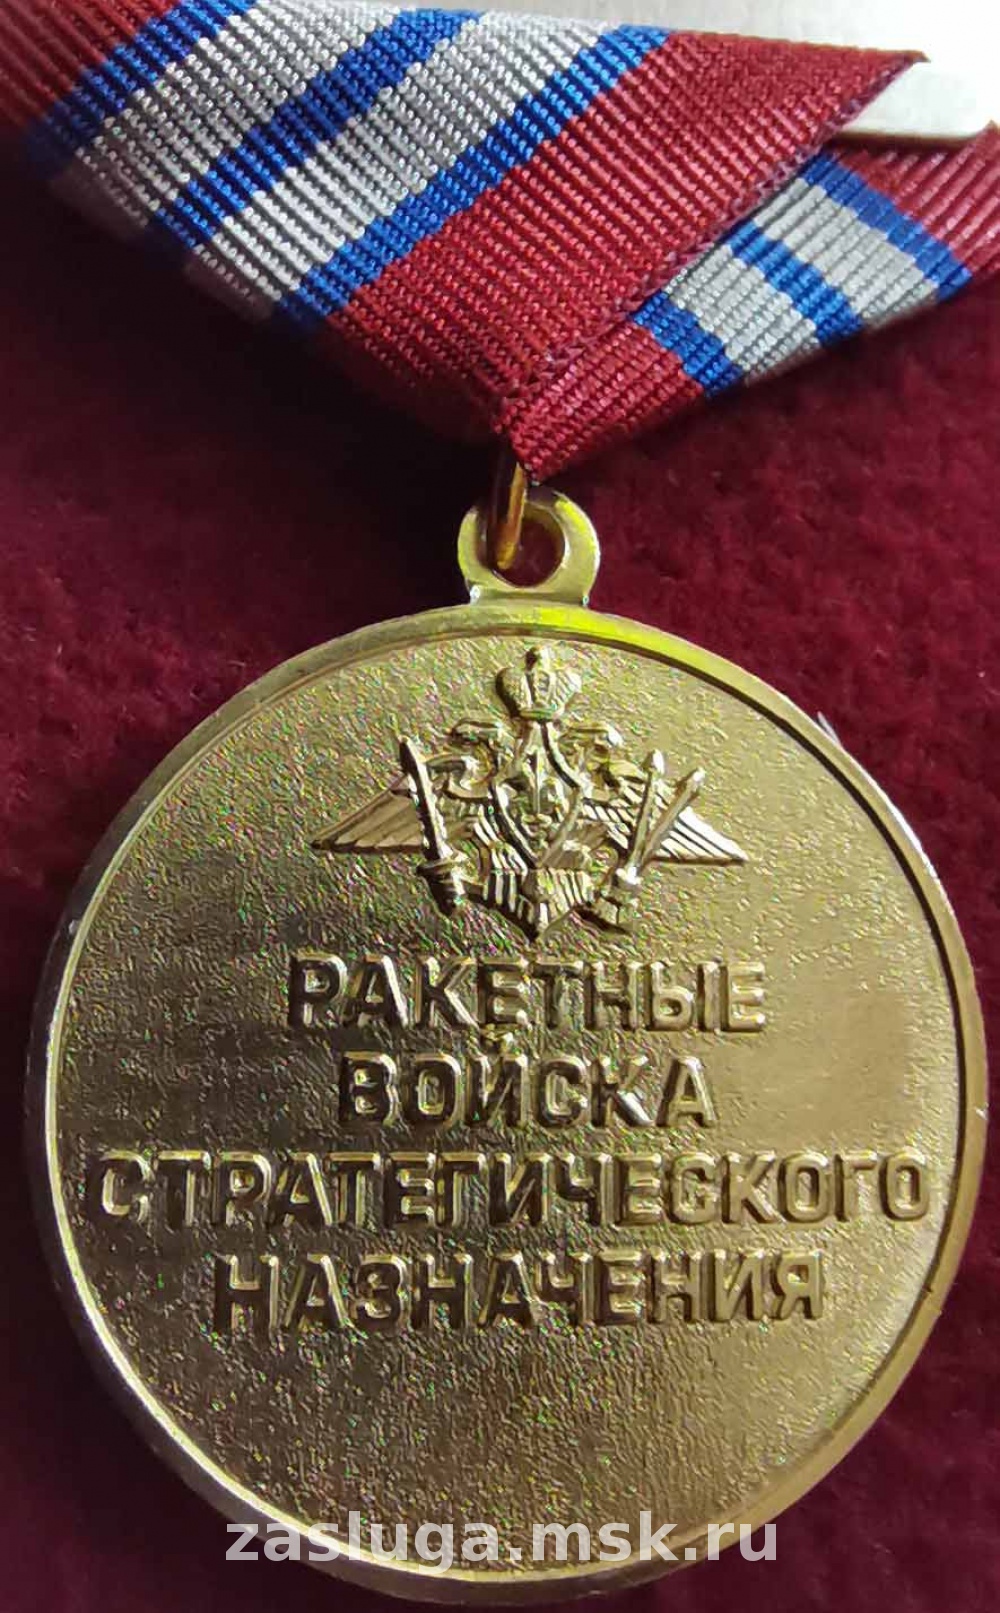 РАКЕТНЫЕ
ВОЙСКА
СТРАТЕГИЧЕСКОГО
НАЗНАЧЕНИЯ
zasluga.msk.ru